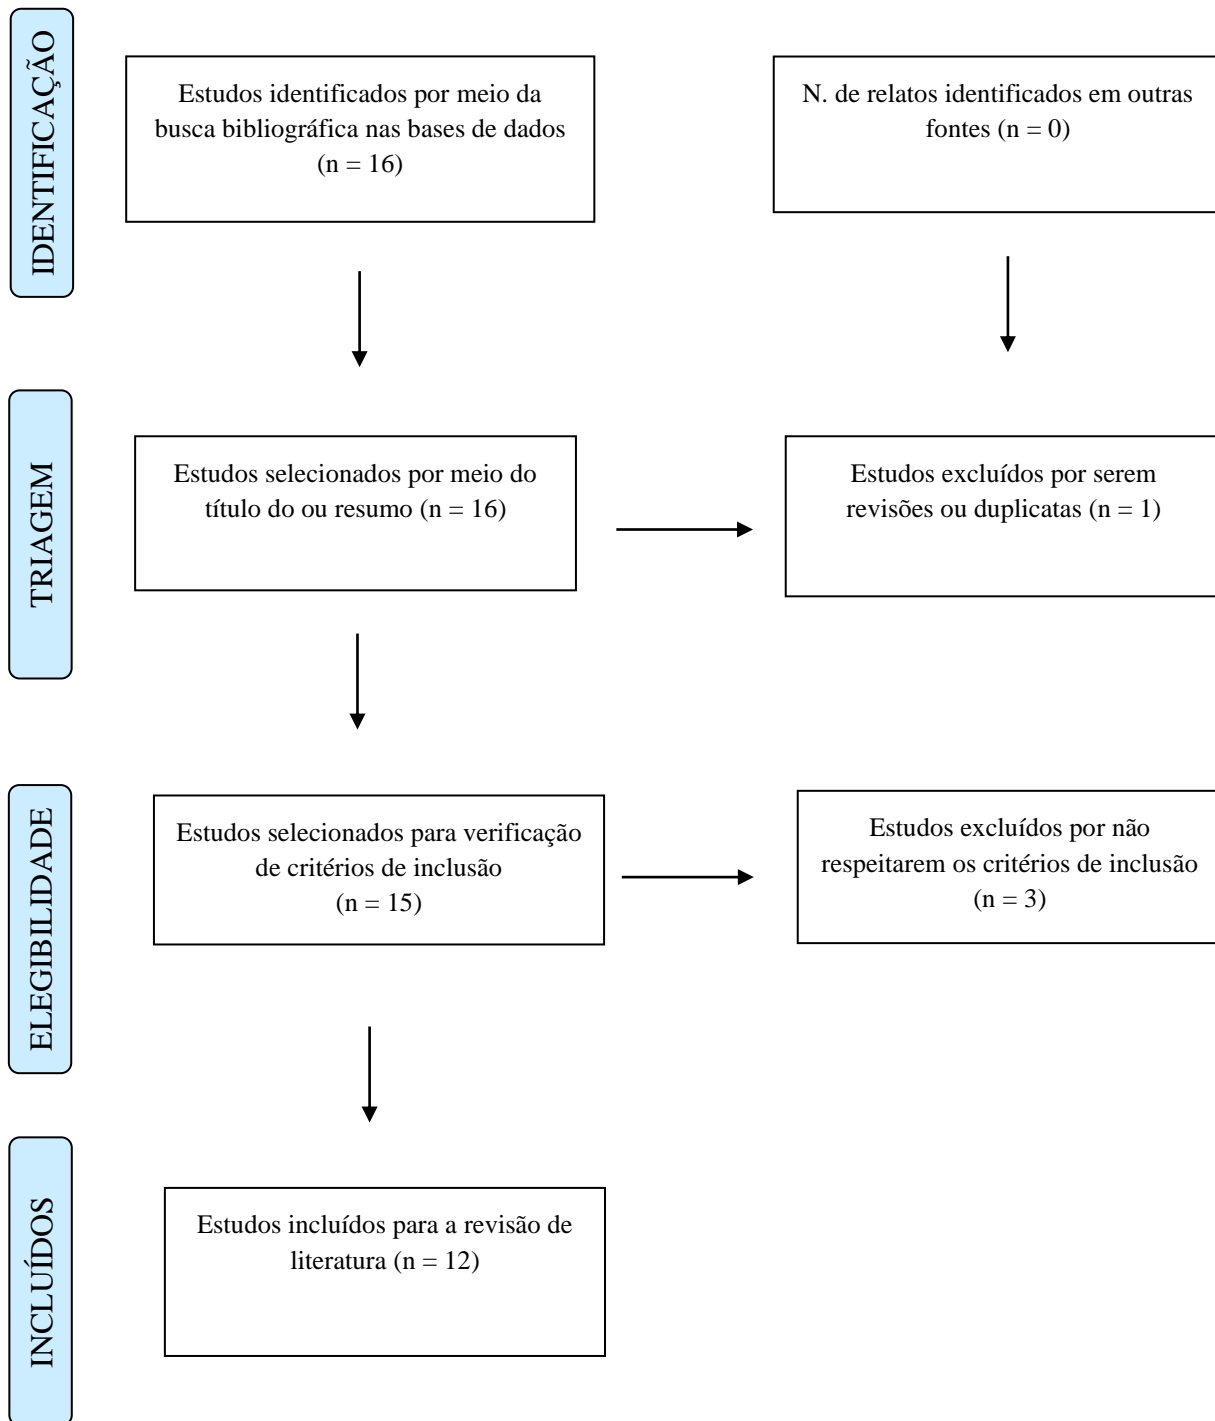 IDENTIFICAÇÃO
Estudos identificados por meio da
busca bibliográfica nas bases de dados
(n = 16)
N. de relatos identificados em outras
fontes (n = 0)
TRIAGEM
Estudos selecionados por meio do
título do ou resumo (n = 16)
Estudos excluídos por serem
revisões ou duplicatas (n = 1)
ELEGIBILIDADE
Estudos selecionados para verificação
de critérios de inclusão
(n = 15)
Estudos excluídos por não
respeitarem os critérios de inclusão
(n = 3)
INCLUÍDOS
Estudos incluídos para a revisão de
literatura (n = 12)